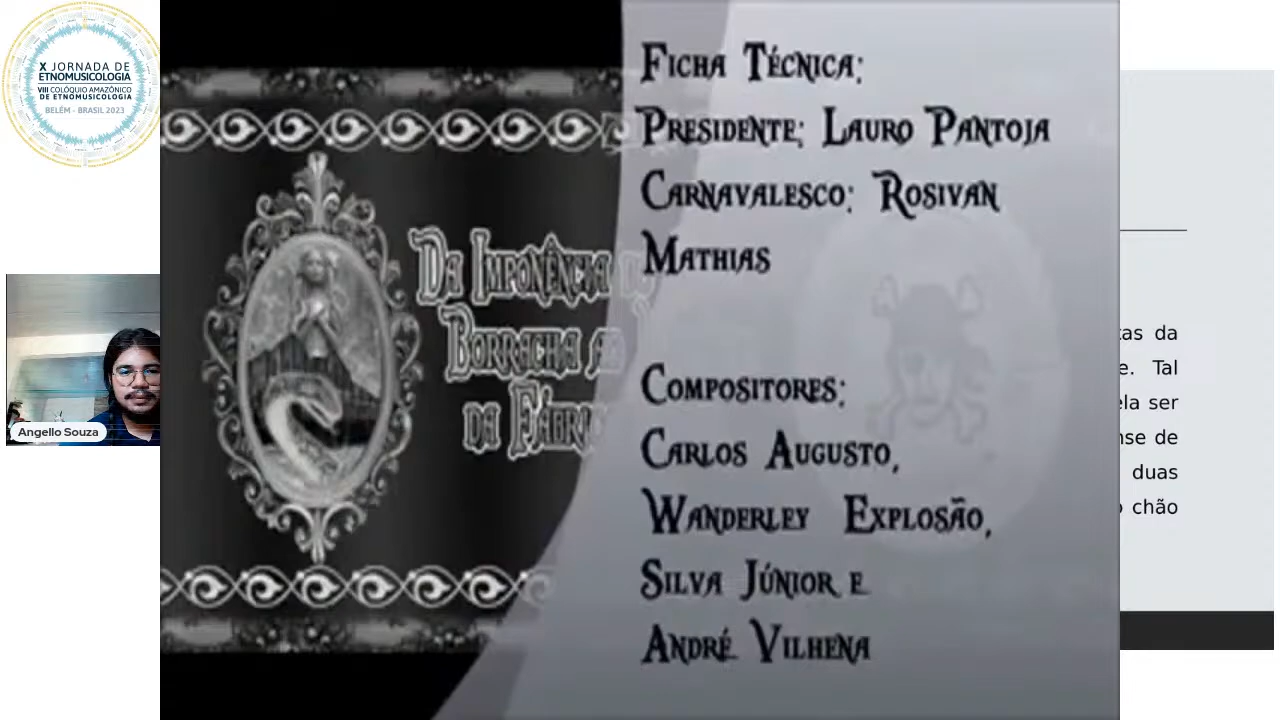 X JORNADA DE
ETNOMUSICOLOGIA
VIII COLÓQUIO AMAZÔNICO
DE ETNOMUSICOLOGIA
BELÉM - BRASIL 2023
Angello Souza
Da Imponência
Borracha ao
da Fábri
Ficha Técnica:
Presidente: Lauro Pantoja
Carnavalesco: Rosivan
Mathias
Compositores:
Carlos Augusto,
Wanderley Explosão,
Silva Júnior e
André Vilhena
da
e. Tal
ela ser
nse de
duas
chão